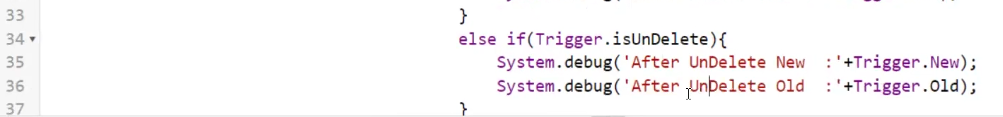 33 }
34 else if(Trigger.isUnDelete){
35 System.debug('After UnDelete New  :'+Trigger.New);
36 System.debug('After UnDelete Old  :'+Trigger.Old);
37 }